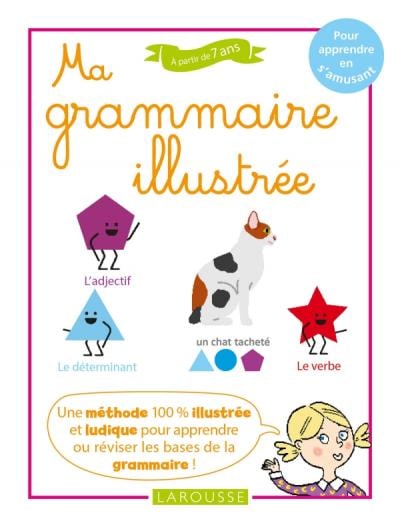 À partir de 7 ans
Pour
apprendre
en
s'amusant
Ma
grammaire
illustrée
L'adjectif
Le déterminant
un chat tacheté
Le verbe
Une méthode 100 % illustrée
et ludique pour apprendre
ou réviser les bases de la
grammaire !
LAROUSSE